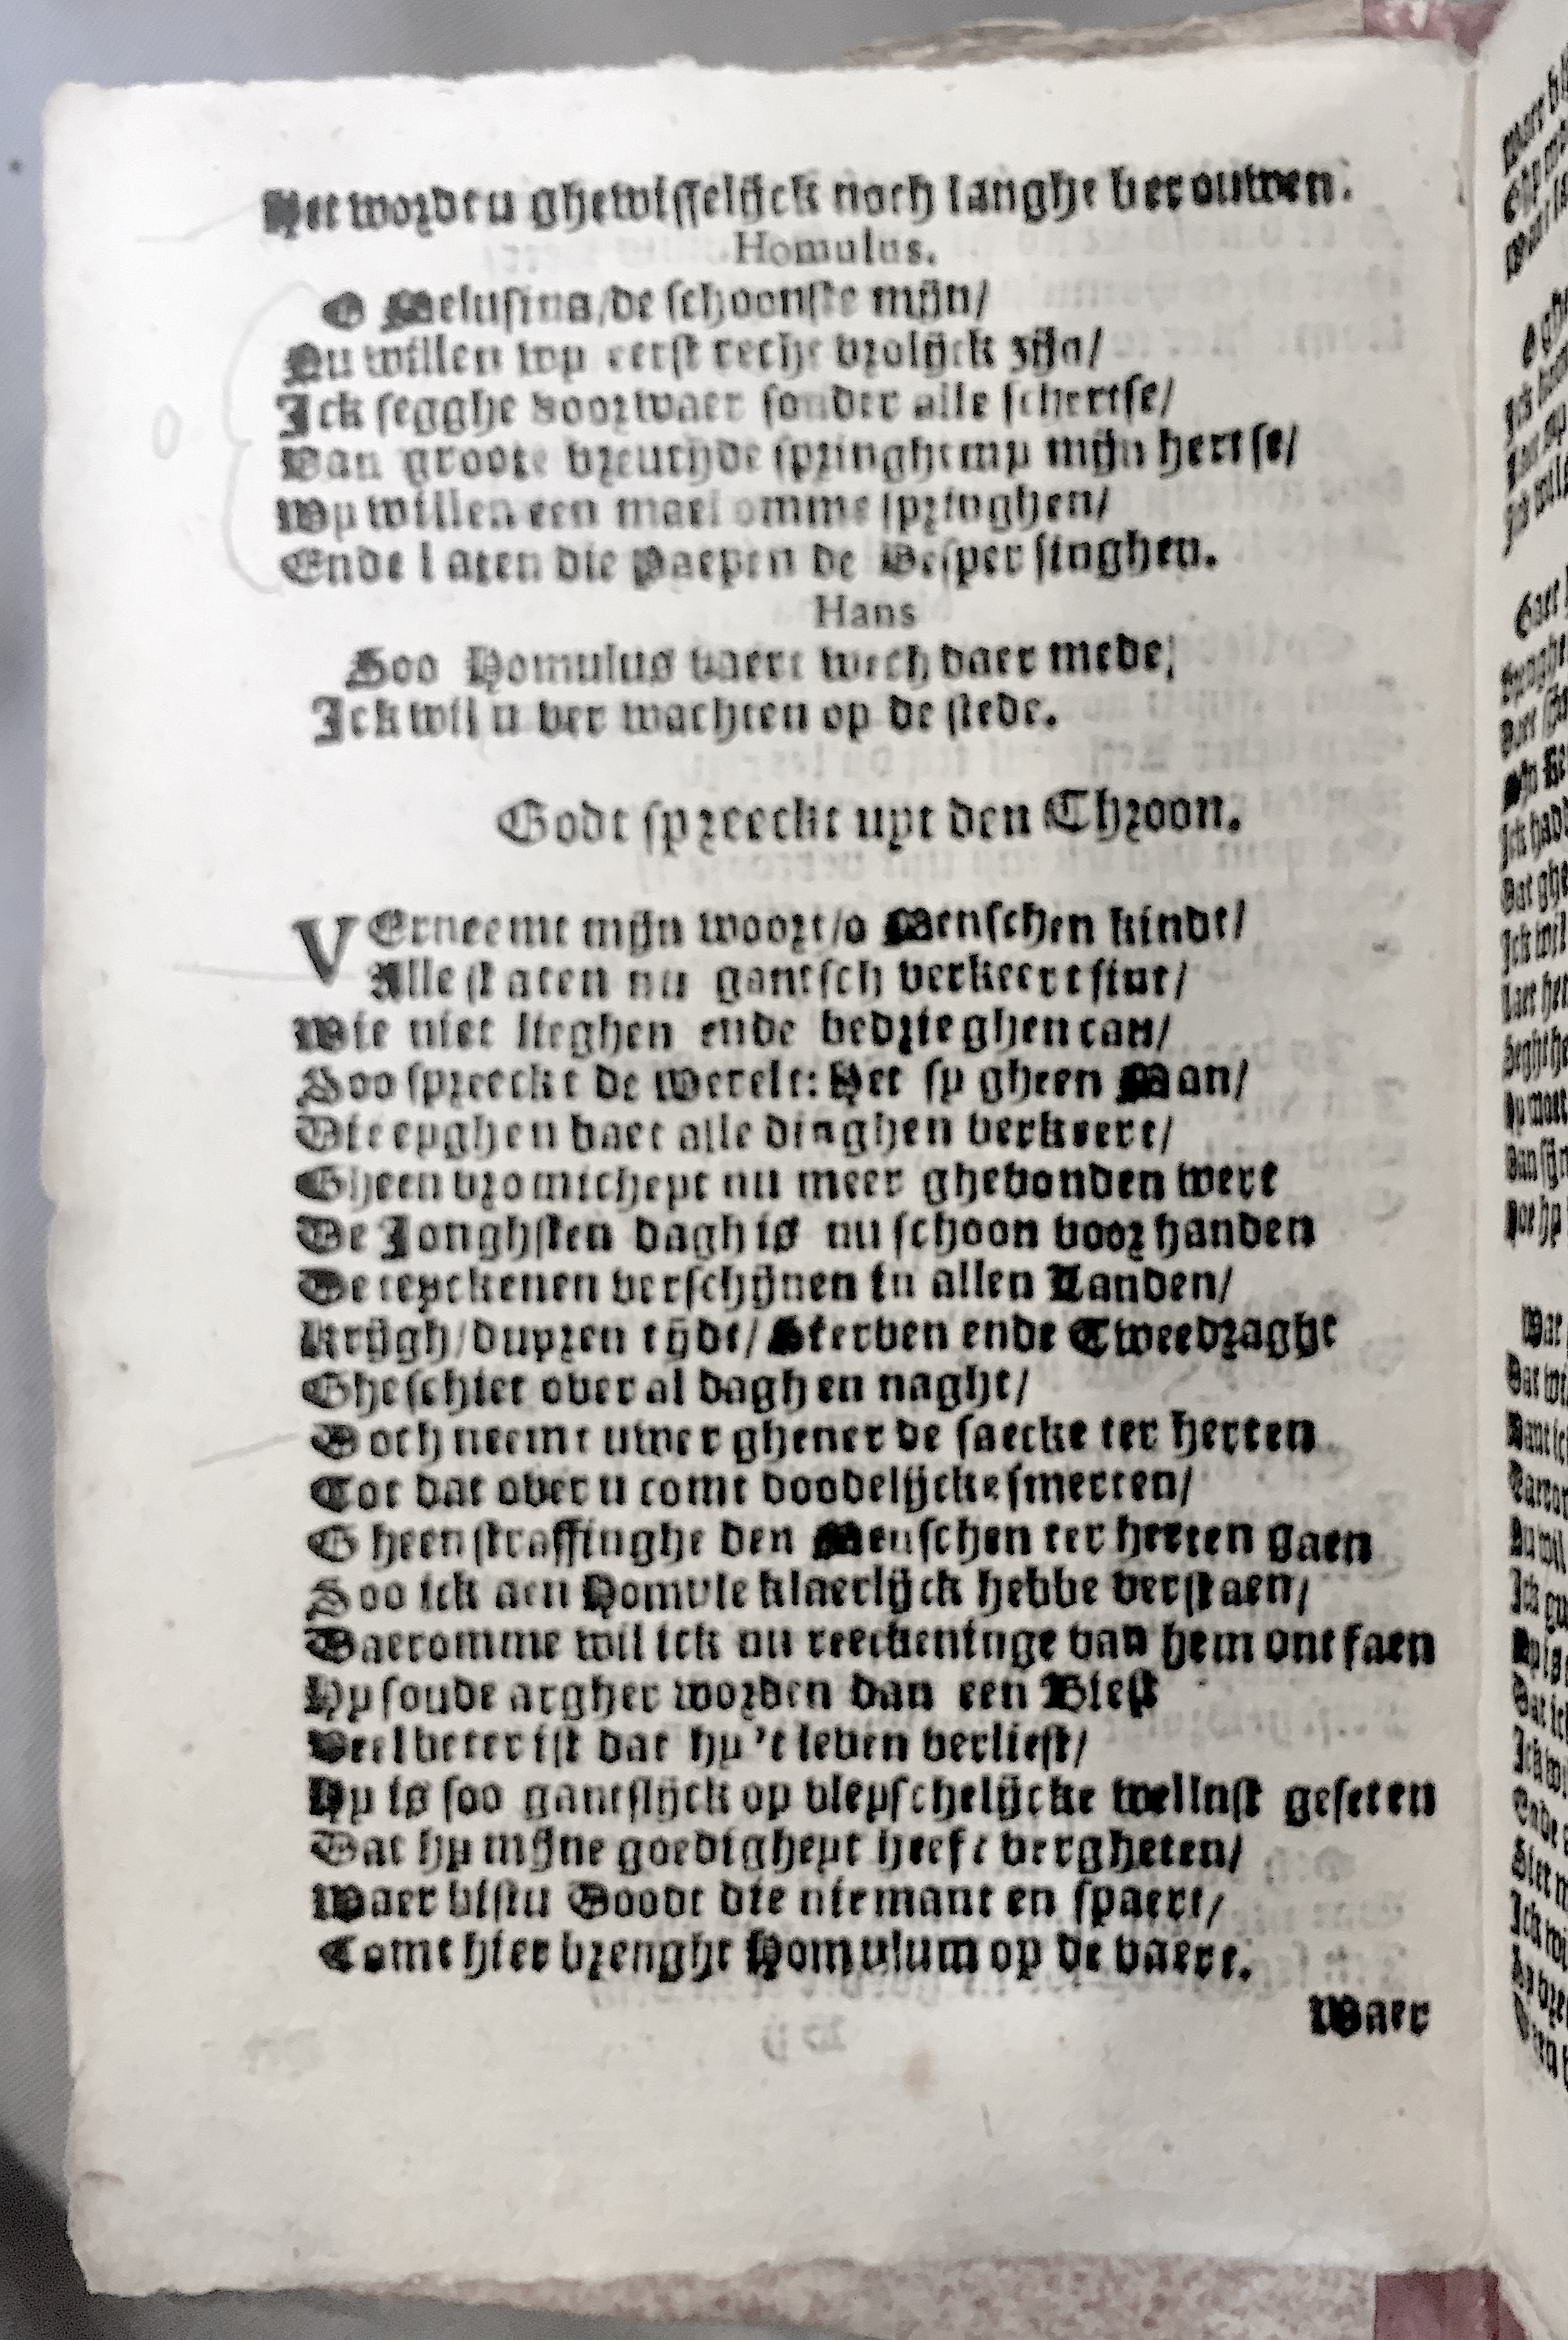 Het wordt u ghewisselijck noch langhe berouwen.
Homulus.
O Melusina/de schoonste mijn/
Nu willen wy eerst recht vrolijck zijn/
Ick segghe voorwaer sonder alle schertse/
Van groote vreuchde springht my mijn hertse/
Wy willen een mael omme springhen/
Ende laten die Paepen de Vesper singhen.
Hans
Soo Homulus vaert wech daer mede,
Ick wil u ver wachten op de stede.
Godt spreeckt uyt den Throon.
VErneemt mijn woort/o Menschen kindt/
Alle staten nu gantsch verkeert sint/
Wie niet lieghen ende bedrieghen can/
Soo spreeckt de Werelt: Het sy gheen Man/
Die eyghen baet alle dinghen verkeert/
Gheen vromicheyt nu meer ghevonden wert
De Jonghsten dagh is nu schoon voor handen
De teyckenen verschijnen in allen Landen/
Krijgh/duyren tijdt/Sterven ende Tweedraght
Gheschiet over al dagh en naght/
Doch neemt uwer ghener de saecke ter herten
Tot dat over u comt doodelijcke smerten/
Gheen straffinghe den Menschen ter herten gaen
Soo ick aen Homule klaerlijck hebbe verstaen/
Daeromme wil ick nu reeckeninge van hem ontfaen
Hy soude argher worden dan een Biest
Veel beter ist dat hy 't leven verliest/
Hy is soo gantslijck op vleyschelijcke wellust geseten
Dat hy mijne goedigheyt heeft vergheten/
Waer bistu Doodt die niemant en spaert/
Comt hier brenght Homulum op de vaert.
Waer